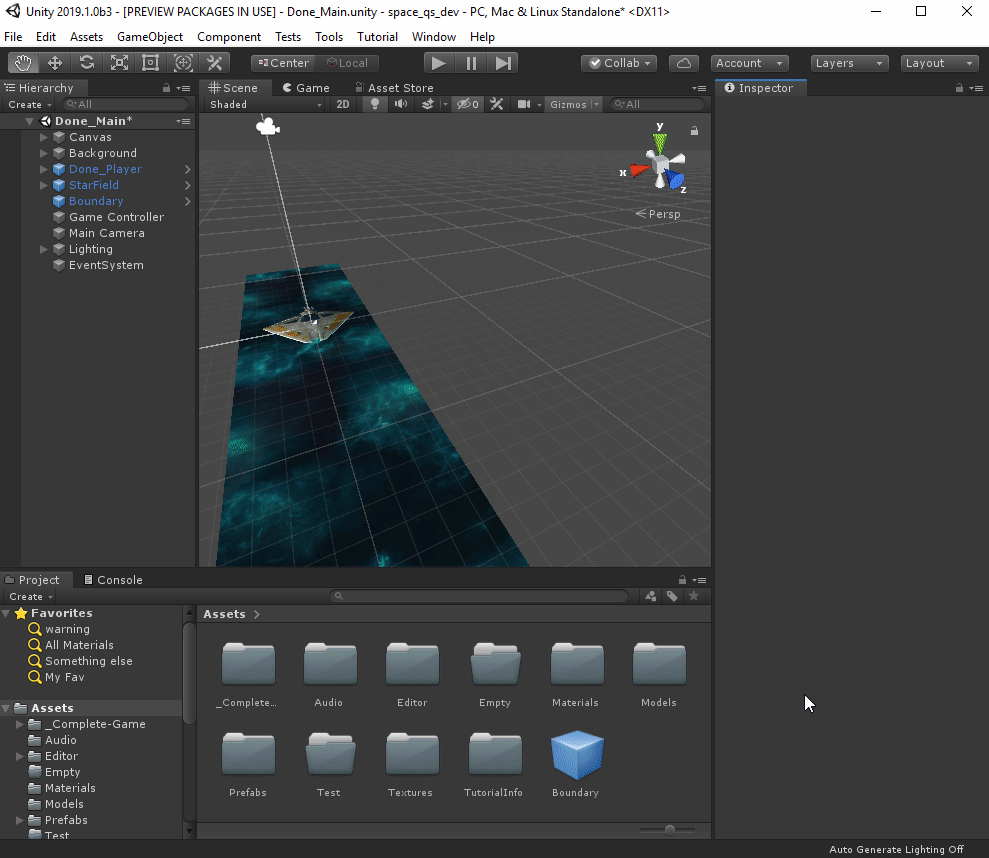 Unity 2019.1.0b3 - [PREVIEW PACKAGES IN USE] - Done_Main.unity - space_qs_dev - PC, Mac & Linux Standalone* <DX11>
File Edit Assets GameObject Component Tests Tools Tutorial Window Help
Center Local Collab Account Layers Layout
Hierarchy
Create All
Done_Main*
Canvas
Background
Done_Player
StarField
Boundary
Game Controller
Main Camera
Lighting
EventSystem
Scene Game Asset Store
Shaded 2D 0 Gizmos All
y
x
z
Persp
Inspector
Project Console
Create
Favorites
warning
All Materials
Something else
My Fav
Assets
_Complete-Game
Audio
Editor
Empty
Materials
Models
Prefabs
Test
Assets
_Complete... Audio Editor Empty Materials Models
Prefabs Test Textures TutorialInfo Boundary
Auto Generate Lighting Off